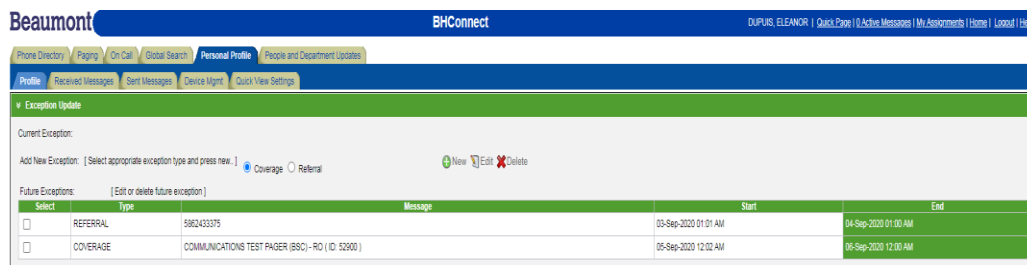 Beaumont BHConnect DUPUIS, ELEANOR | Quick Page | 0 Active Messages | My Assignments | Home | Logout | He
Phone Directory Paging On Call Global Search Personal Profile People and Department Updates
Profile Received Messages Sent Messages Device Mgmt Quick View Settings
Exception Update
Current Exception:
Add New Exception: [ Select appropriate exception type and press new.. ] Coverage Referral New Edit Delete
Future Exceptions: [ Edit or delete future exception ]
Select Type Message Start End
REFERRAL 5862433375 03-Sep-2020 01:01 AM 04-Sep-2020 01:00 AM
COVERAGE COMMUNICATIONS TEST PAGER (BSC) - RO ( ID: 52900 ) 05-Sep-2020 12:02 AM 06-Sep-2020 12:00 AM